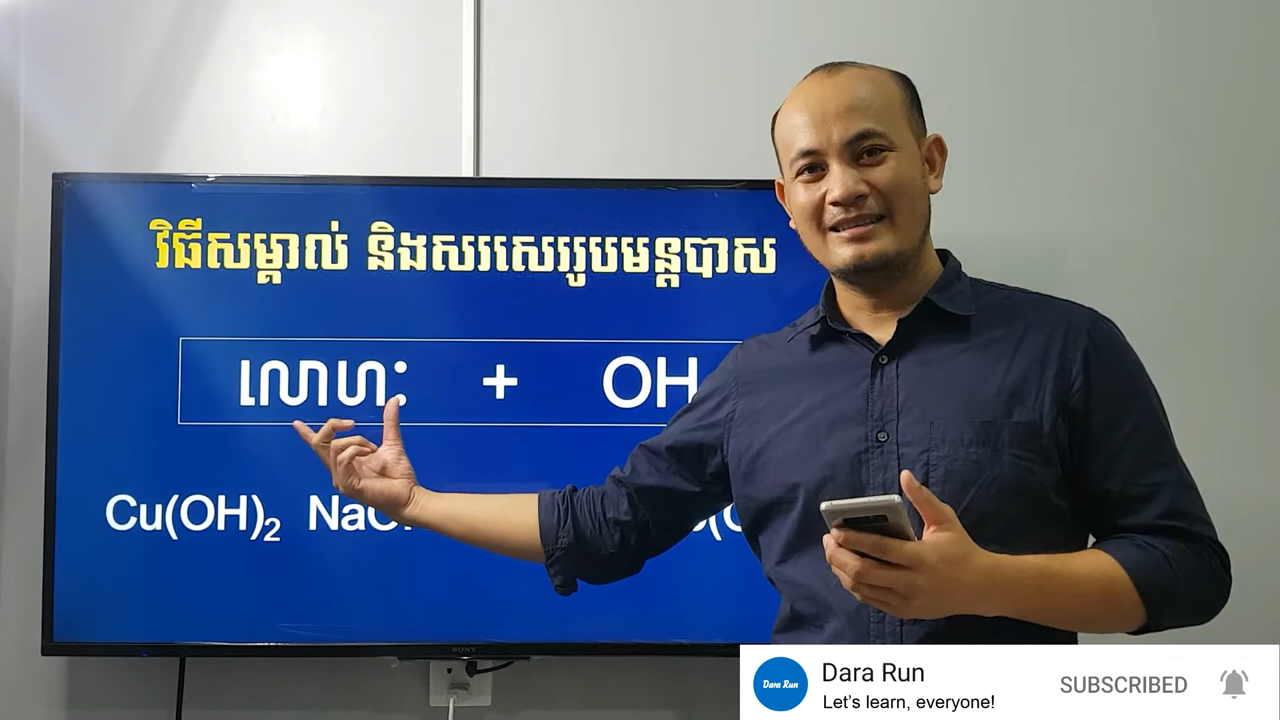 វិធីសម្គាល់ និងសរសេររូបមន្តបាស
លោហៈ + OH
Cu(OH)₂
SONY
Dara Run
Dara Run
Let's learn, everyone!
SUBSCRIBED